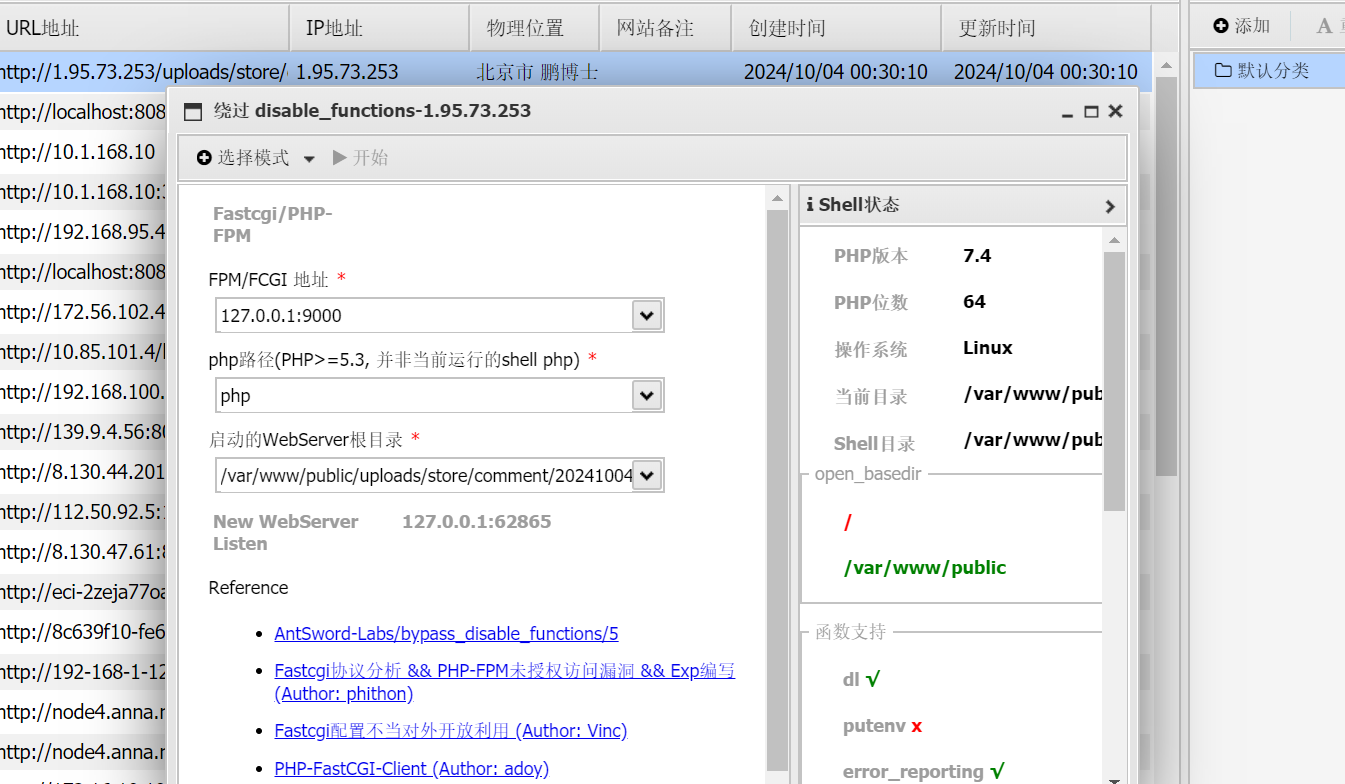 URL地址 IP地址 物理位置 网站备注 创建时间 更新时间
添加
http://1.95.73.253/uploads/store/ 1.95.73.253 北京市 鹏博士 2024/10/04 00:30:10 2024/10/04 00:30:10
默认分类
http://localhost:808
http://10.1.168.10
http://10.1.168.10:
http://192.168.95.4
http://localhost:808
http://172.56.102.4
http://10.85.101.4/
http://192.168.100.
http://139.9.4.56:80
http://8.130.44.201
http://112.50.92.5:
http://8.130.47.61:8
http://eci-2zeja77oa
http://8c639f10-fe6
http://192-168-1-12
http://node4.anna.
http://node4.anna.
绕过 disable_functions-1.95.73.253
选择模式 开始
Fastcgi/PHP-
FPM
FPM/FCGI 地址 *
127.0.0.1:9000
php路径(PHP>=5.3, 并非当前运行的shell php) *
php
启动的WebServer根目录 *
/var/www/public/uploads/store/comment/20241004
New WebServer
Listen
127.0.0.1:62865
Reference
• AntSword-Labs/bypass_disable_functions/5
• Fastcgi协议分析 && PHP-FPM未授权访问漏洞 && Exp编写
(Author: phithon)
• Fastcgi配置不当对外开放利用 (Author: Vinc)
• PHP-FastCGI-Client (Author: adoy)
Shell状态
PHP版本 7.4
PHP位数 64
操作系统 Linux
当前目录 /var/www/pub
Shell目录 /var/www/pub
open_basedir
/
/var/www/public
函数支持
dl √
putenv x
error_reporting √